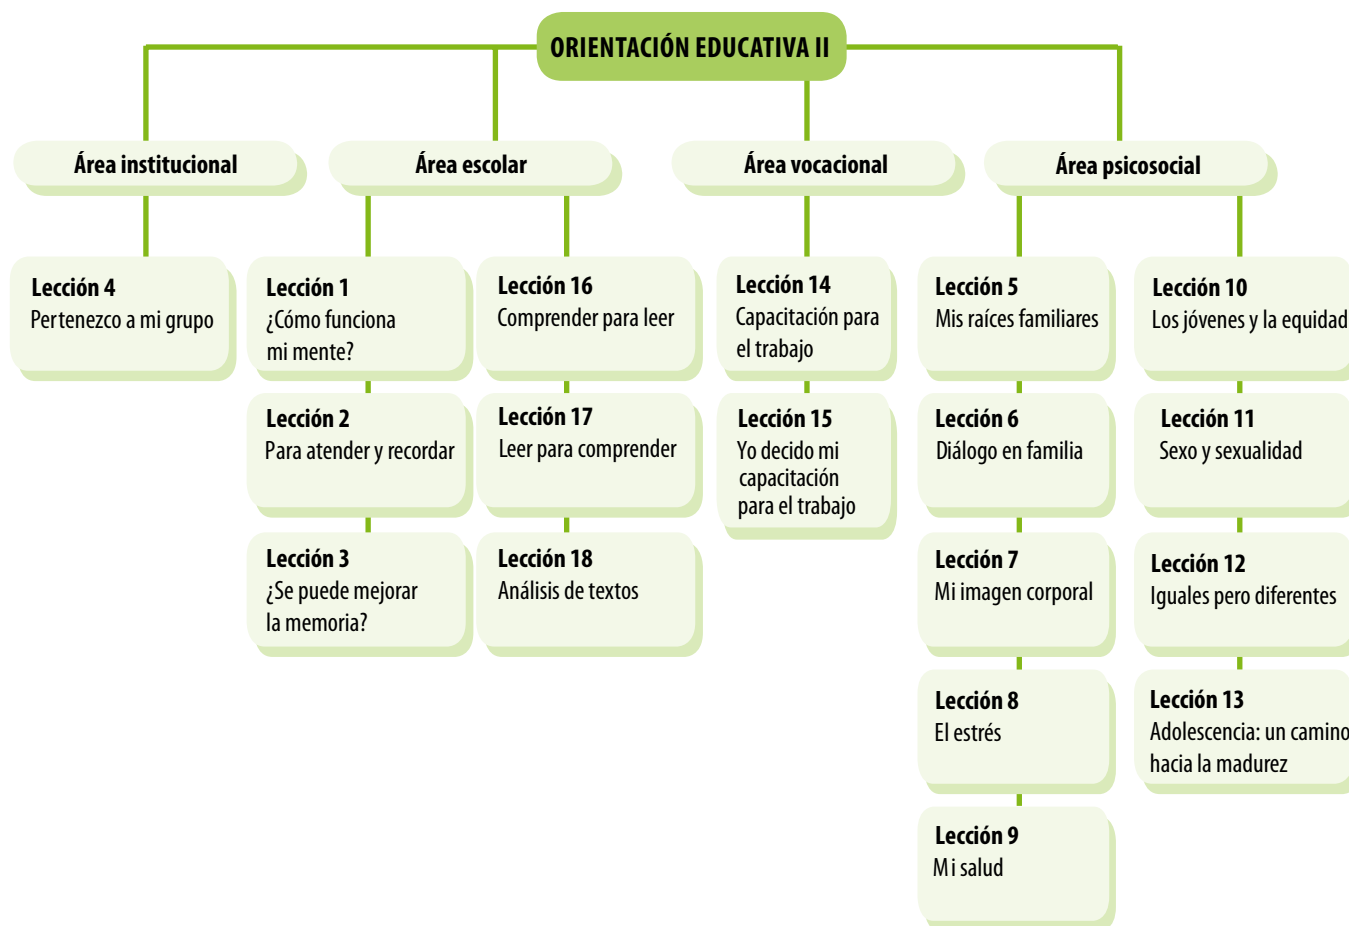 ORIENTACIÓN EDUCATIVA II
Área institucional
Área escolar
Área vocacional
Área psicosocial
Lección 4
Pertenezco a mi grupo
Lección 1
¿Cómo funciona
mi mente?
Lección 2
Para atender y recordar
Lección 3
¿Se puede mejorar
la memoria?
Lección 16
Comprender para leer
Lección 17
Leer para comprender
Lección 18
Análisis de textos
Lección 14
Capacitación para
el trabajo
Lección 15
Yo decido mi
capacitación
para el trabajo
Lección 5
Mis raíces familiares
Lección 6
Diálogo en familia
Lección 7
Mi imagen corporal
Lección 8
El estrés
Lección 9
Mi salud
Lección 10
Los jóvenes y la equidad
Lección 11
Sexo y sexualidad
Lección 12
Iguales pero diferentes
Lección 13
Adolescencia: un camino
hacia la madurez